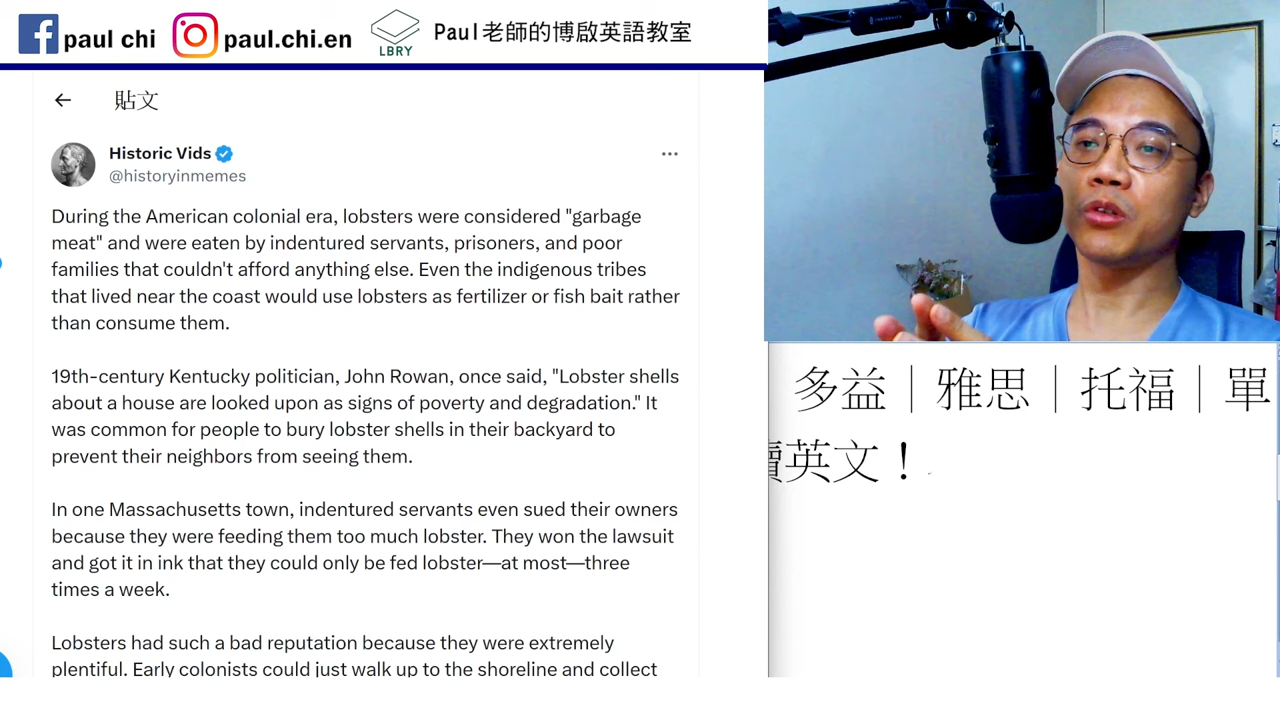 paul chi
paul.chi.en
LBRY
Paul老師的博啟英語教室
貼文
Historic Vids
@historyinmemes
During the American colonial era, lobsters were considered "garbage
meat" and were eaten by indentured servants, prisoners, and poor
families that couldn't afford anything else. Even the indigenous tribes
that lived near the coast would use lobsters as fertilizer or fish bait rather
than consume them.
19th-century Kentucky politician, John Rowan, once said, "Lobster shells
about a house are looked upon as signs of poverty and degradation." It
was common for people to bury lobster shells in their backyard to
prevent their neighbors from seeing them.
In one Massachusetts town, indentured servants even sued their owners
because they were feeding them too much lobster. They won the lawsuit
and got it in ink that they could only be fed lobster—at most—three
times a week.
Lobsters had such a bad reputation because they were extremely
plentiful. Early colonists could just walk up to the shoreline and collect
多益｜雅思｜托福｜單
讀英文！